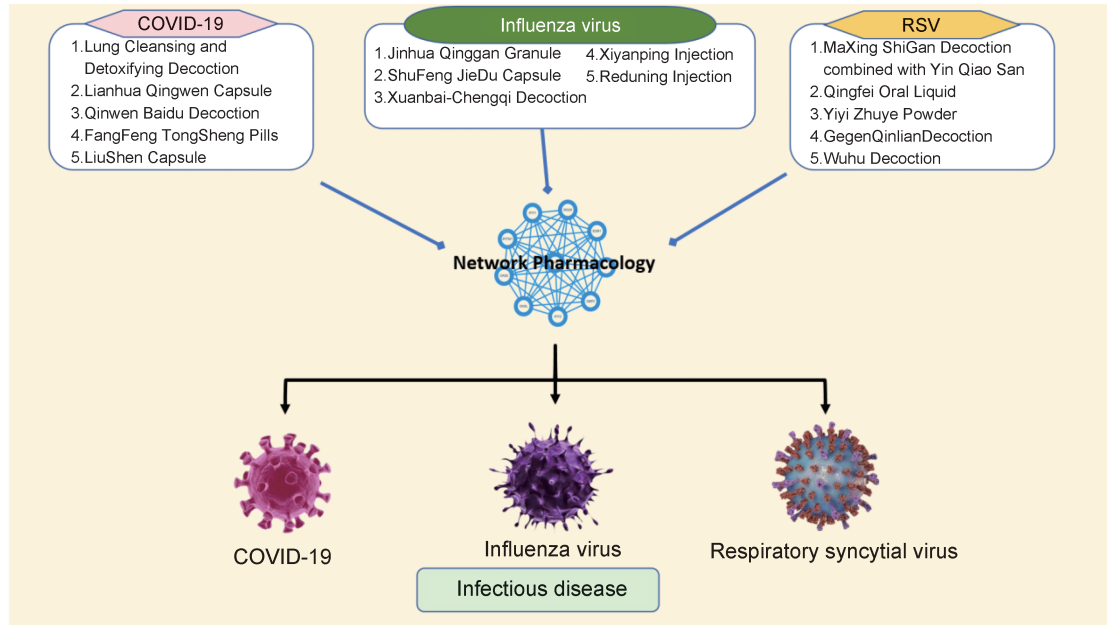 COVID-19
1.Lung Cleansing and
Detoxifying Decoction
2.Lianhua Qingwen Capsule
3.Qinwen Baidu Decoction
4.FangFeng TongSheng Pills
5.LiuShen Capsule
Influenza virus
1.Jinhua Qinggan Granule
2.ShuFeng JieDu Capsule
3.Xuanbai-Chengqi Decoction
4.Xiyanping Injection
5.Reduning Injection
RSV
1.MaXing ShiGan Decoction
combined with Yin Qiao San
2.Qingfei Oral Liquid
3.Yiyi Zhuye Powder
4.GegenQinlianDecoction
5.Wuhu Decoction
Network Pharmacology
COVID-19
Influenza virus
Respiratory syncytial virus
Infectious disease